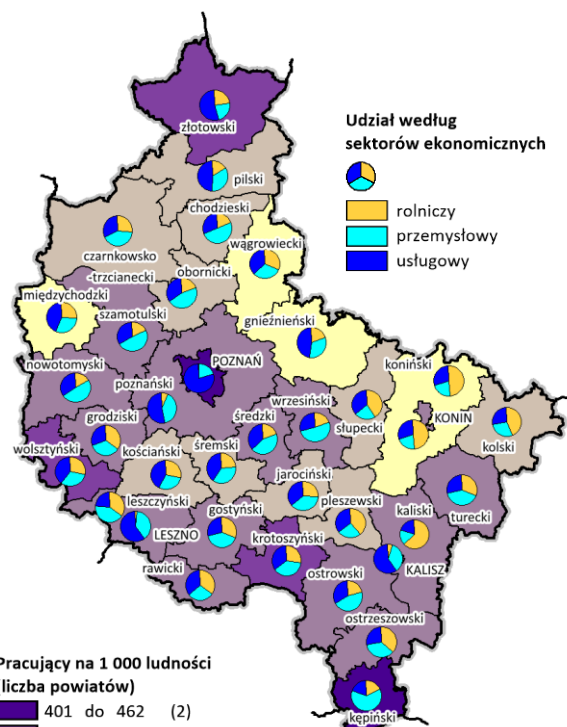 złotowski
Udział według
sektorów ekonomicznych
rolniczy
przemysłowy
usługowy
pilski
chodzieski
wągrowiecki
czarnkowsko
-trzcianecki
obornicki
międzychodzki
szamotulski
gnieźnieński
nowotomyski
POZNAŃ
koniński
poznański
wrzesiński
KONIN
grodziski
średzki
słupecki
kolski
wolsztyński
kościański
śremski
jarociński
leszczyński
gostyński
pleszewski
kaliski
turecki
LESZNO
krotoszyński
rawicki
ostrowski
KALISZ
ostrzeszowski
Pracujący na 1 000 ludności
(liczba powiatów)
401 do 462 (2)
kępiński